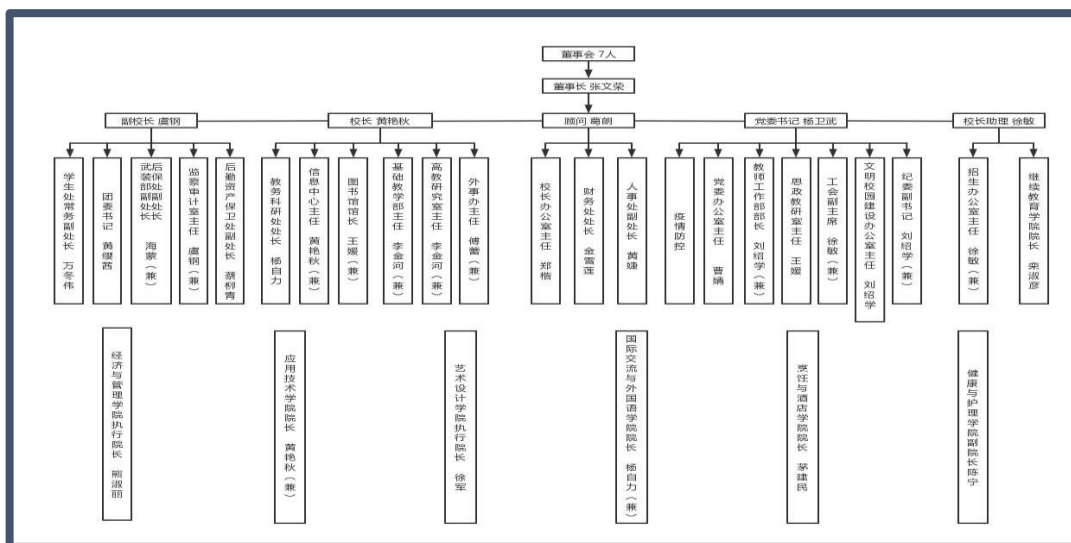 董事会 7人
董事长 张文荣
副校长 虞钢
校长 黄艳秋
顾问 葛朗
党委书记 杨卫武
校长助理 徐敏
学生处常务副处长 万冬伟
团委书记 黄缨茜
后保处副处长
武装部副部长 海蒙(兼)
监察审计室主任 虞钢(兼)
后勤资产保卫处副处长 蔡柳青
教务科研处处长 杨自力
信息中心主任 黄艳秋(兼)
图书馆馆长 王媛(兼)
基础教学部主任 李金河(兼)
高教研究室主任 李金河(兼)
外事办主任 傅蕾(兼)
校长办公室主任 郑楷
财务处处长 金雪莲
人事处副处长 黄婕
疫情防控
党委办公室主任 曹婧
教师工作部部长 刘绍学(兼)
思政教研室主任 王媛
工会副主席 徐敏(兼)
文明校园建设办公室主任 刘绍学
纪委副书记 刘绍学(兼)
招生办公室主任 徐敏(兼)
继续教育学院院长 栾淑彦
经济与管理学院执行院长 熊淑丽
应用技术学院院长 黄艳秋(兼)
艺术设计学院执行院长 徐军
国际交流与外国语学院院长 杨自力(兼)
烹饪与酒店学院院长 茅建民
健康与护理学院副院长陈宁